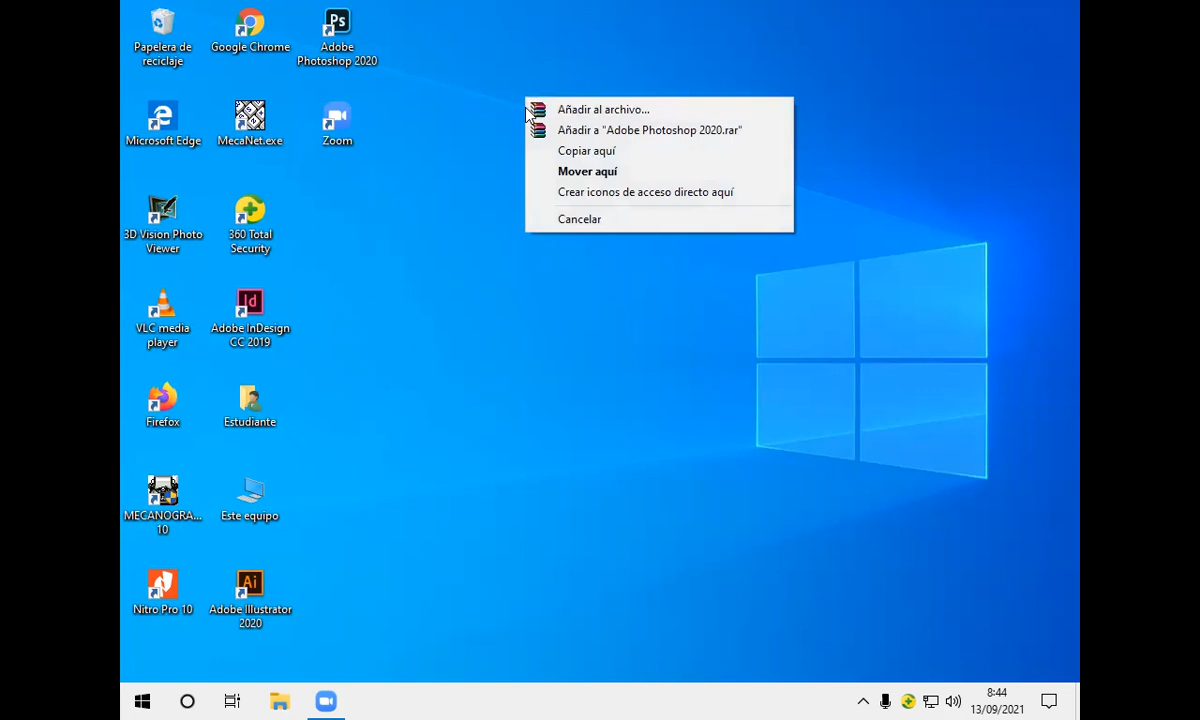 Papelera de
reciclaje
Google Chrome
Ps
Adobe
Photoshop 2020
Microsoft Edge
MecaNet.exe
Zoom
3D Vision Photo
Viewer
360 Total
Security
VLC media
player
Id
Adobe InDesign
CC 2019
Firefox
Estudiante
MECANOGRA...
10
Este equipo
Nitro Pro 10
Ai
Adobe Illustrator
2020
Añadir al archivo...
Añadir a "Adobe Photoshop 2020.rar"
Copiar aquí
Mover aquí
Crear iconos de acceso directo aquí
Cancelar
8:44
13/09/2021